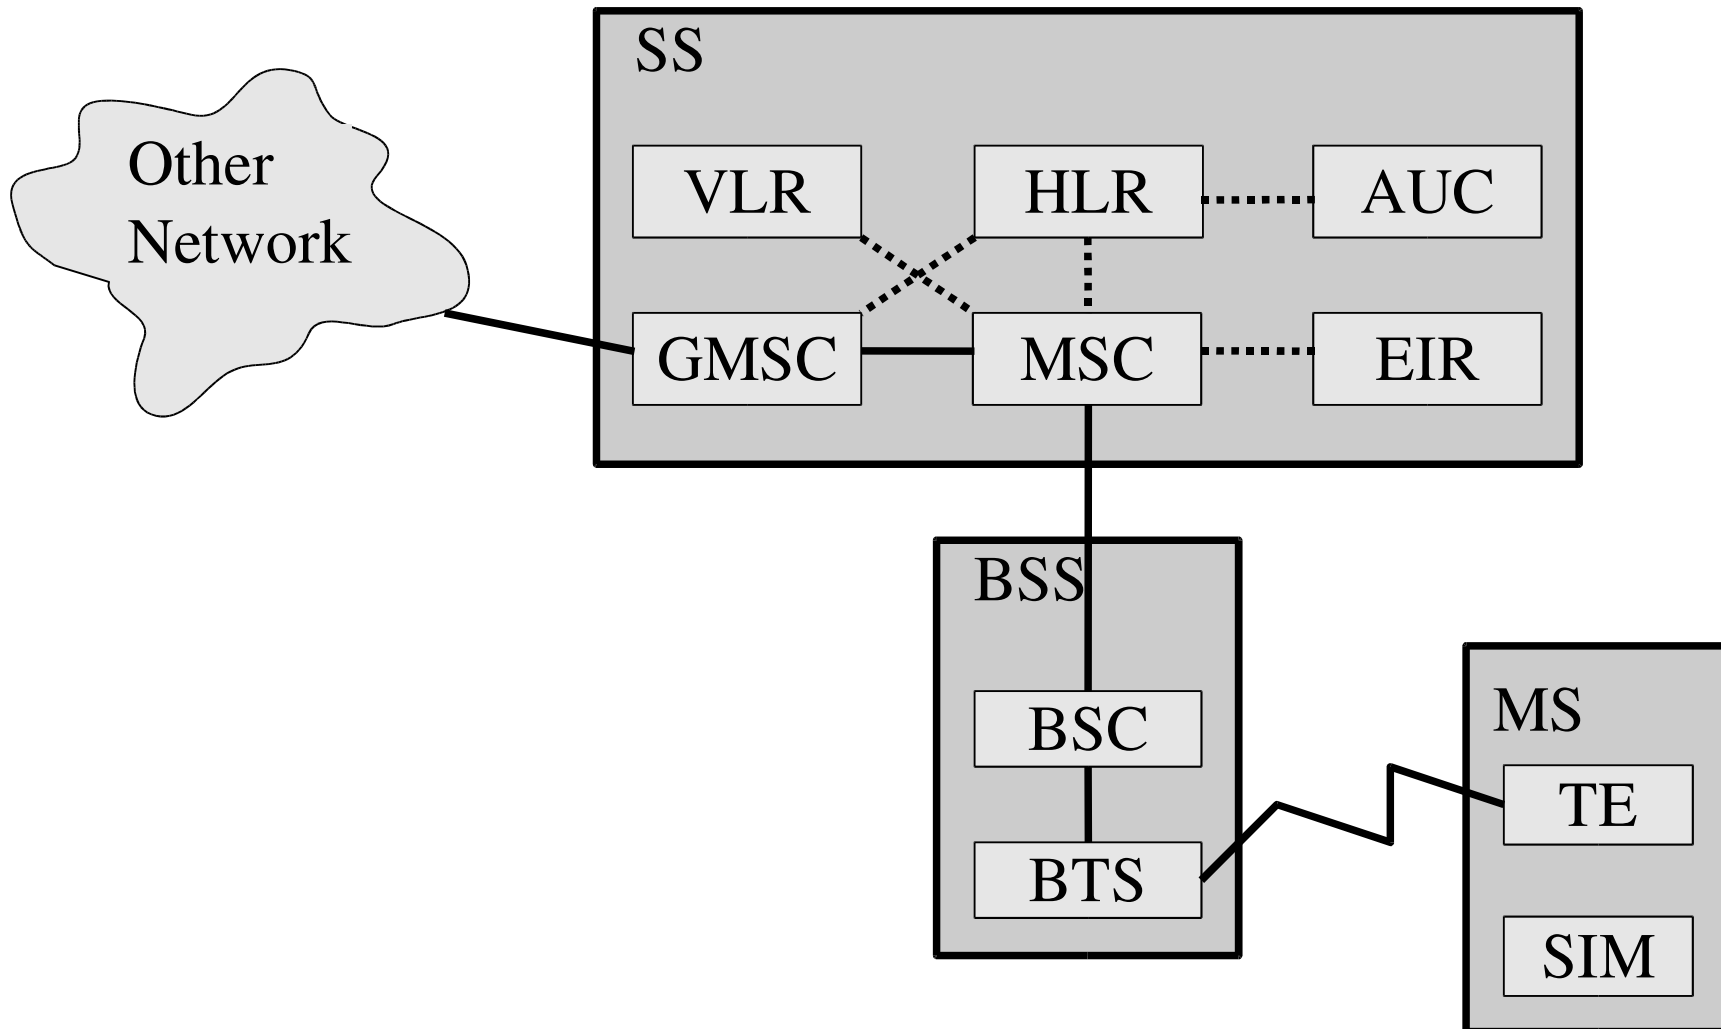 SS
Other
Network
VLR
HLR
AUC
GMSC
MSC
EIR
BSS
BSC
BTS
MS
TE
SIM